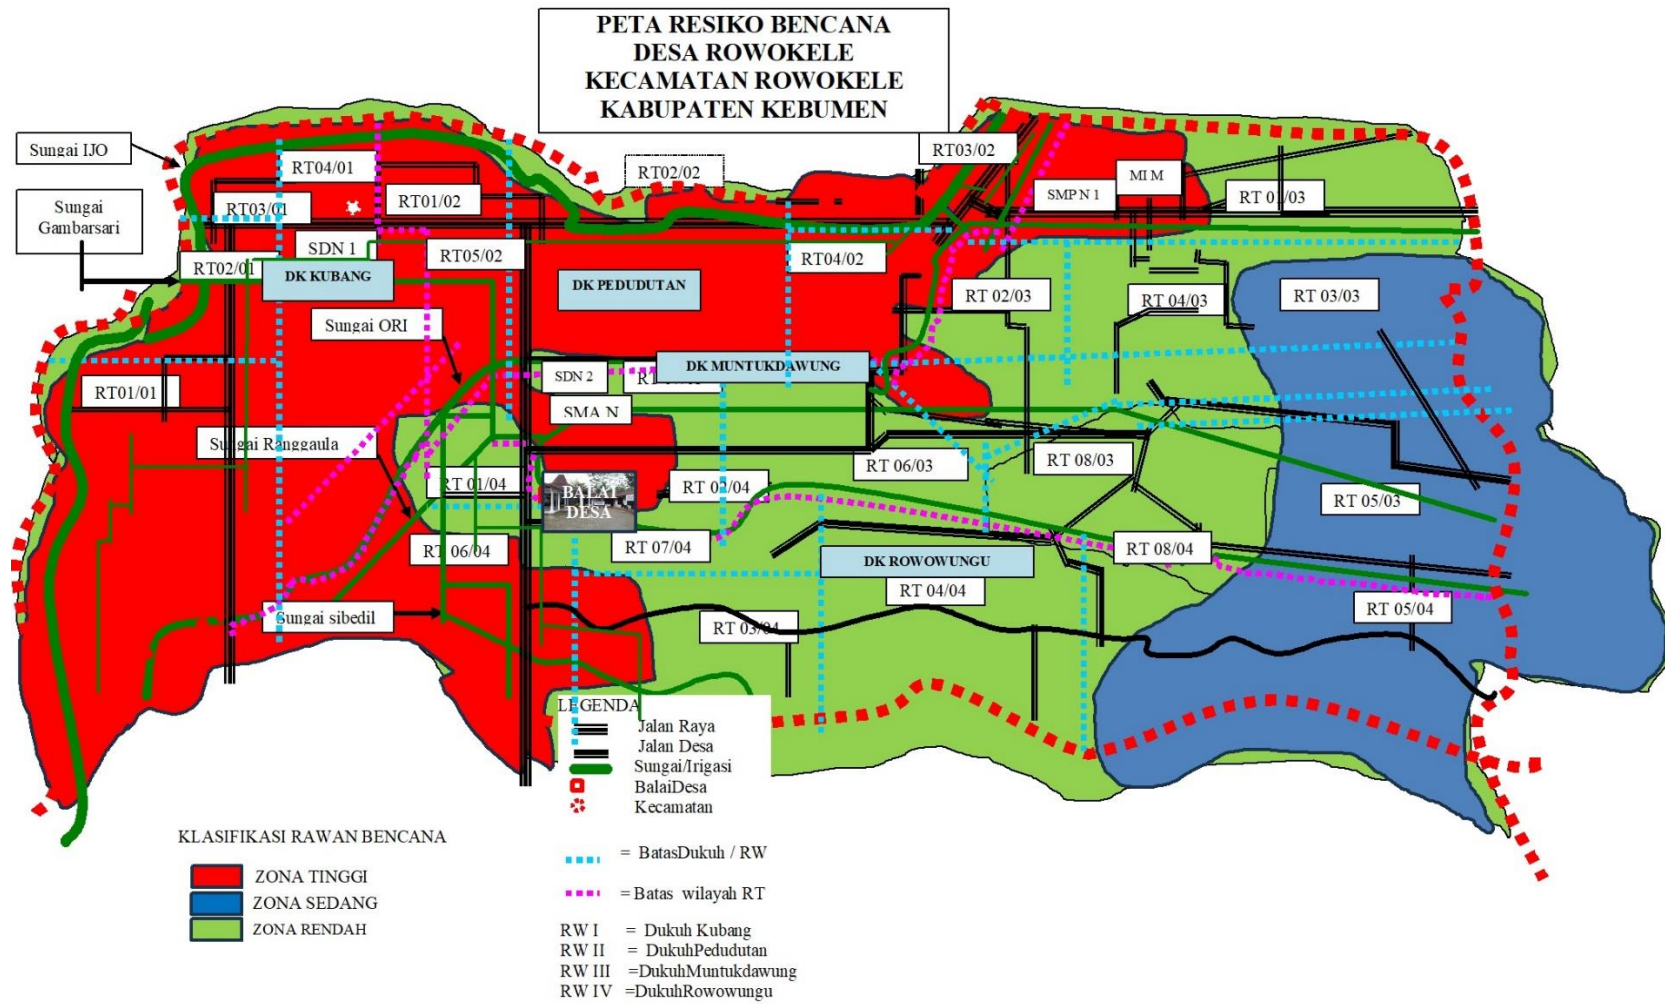 PETA RESIKO BENCANA
DESA ROWOKELE
KECAMATAN ROWOKELE
KABUPATEN KEBUMEN
Sungai IJO
Sungai
Gambarsari
RT04/01
RT03/01
RT01/02
RT02/02
RT03/02
MI M
SMP N 1
RT 01/03
SDN 1
RT02/01
DK KUBANG
RT05/02
DK PEDUDUTAN
RT04/02
RT 02/03
RT 04/03
RT 03/03
Sungai ORI
RT01/01
SDN 2
DK MUNTUKDAWUNG
SMA N
Sungai Ranggaula
RT 06/03
RT 08/03
RT 01/04
BALAI
DESA
RT 02/04
RT 05/03
RT 06/04
RT 07/04
DK ROWOWUNGU
RT 08/04
RT 04/04
Sungai sibedil
RT 03/04
RT 05/04
LEGENDA
Jalan Raya
Jalan Desa
Sungai/Irigasi
BalaiDesa
Kecamatan
KLASIFIKASI RAWAN BENCANA
ZONA TINGGI
ZONA SEDANG
ZONA RENDAH
= BatasDukuh / RW
=Batas wilayah RT
RW I = Dukuh Kubang
RW II = DukuhPedudutan
RW III =DukuhMuntukdawung
RW IV =DukuhRowowungu